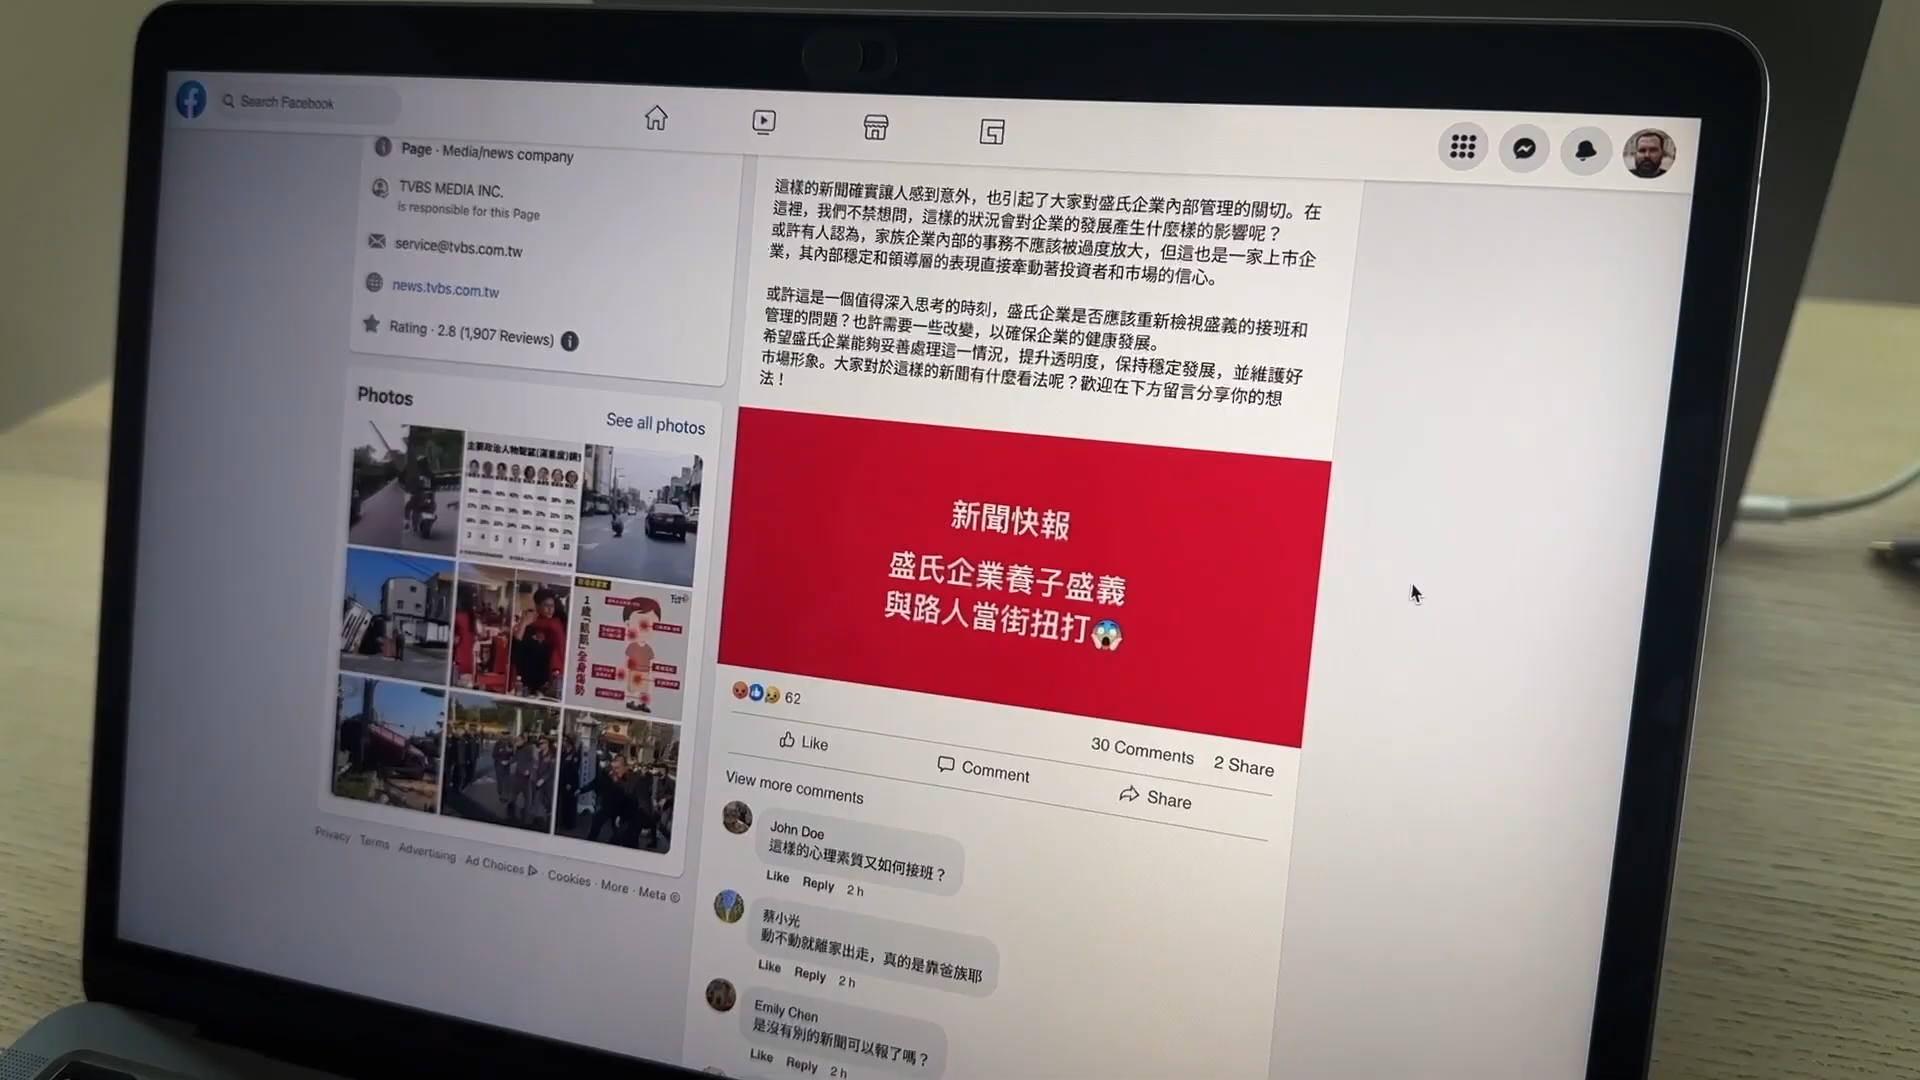 Search Facebook
Page · Media/news company
TVBS MEDIA INC.
is responsible for this Page
service@tvbs.com.tw
news.tvbs.com.tw
Rating · 2.8 (1,907 Reviews)
Photos
See all photos
主要政治人物聲望(滿意度)
1歲「剴剴」全身傷勢
Privacy · Terms · Advertising · Ad Choices · Cookies · More · Meta ©
這樣的新聞確實讓人感到意外，也引起了大家對盛氏企業內部管理的關切。在
這裡，我們不禁想問，這樣的狀況會對企業的發展產生什麼樣的影響呢？
或許有人認為，家族企業內部的事務不應該被過度放大，但這也是一家上市企
業，其內部穩定和領導層的表現直接牽動著投資者和市場的信心。
或許這是一個值得深入思考的時刻，盛氏企業是否應該重新檢視盛義的接班和
管理的問題？也許需要一些改變，以確保企業的健康發展。
希望盛氏企業能夠妥善處理這一情況，提升透明度，保持穩定發展，並維護好
市場形象。大家對於這樣的新聞有什麼看法呢？歡迎在下方留言分享你的想
法！
新聞快報
盛氏企業養子盛義
與路人當街扭打😱
62
30 Comments 2 Share
Like
Comment
Share
View more comments
John Doe
這樣的心理素質又如何接班？
Like Reply 2 h
蔡小光
動不動就離家出走，真的是靠爸族耶
Like Reply 2 h
Emily Chen
是沒有別的新聞可以報了嗎？
Like Reply 2 h